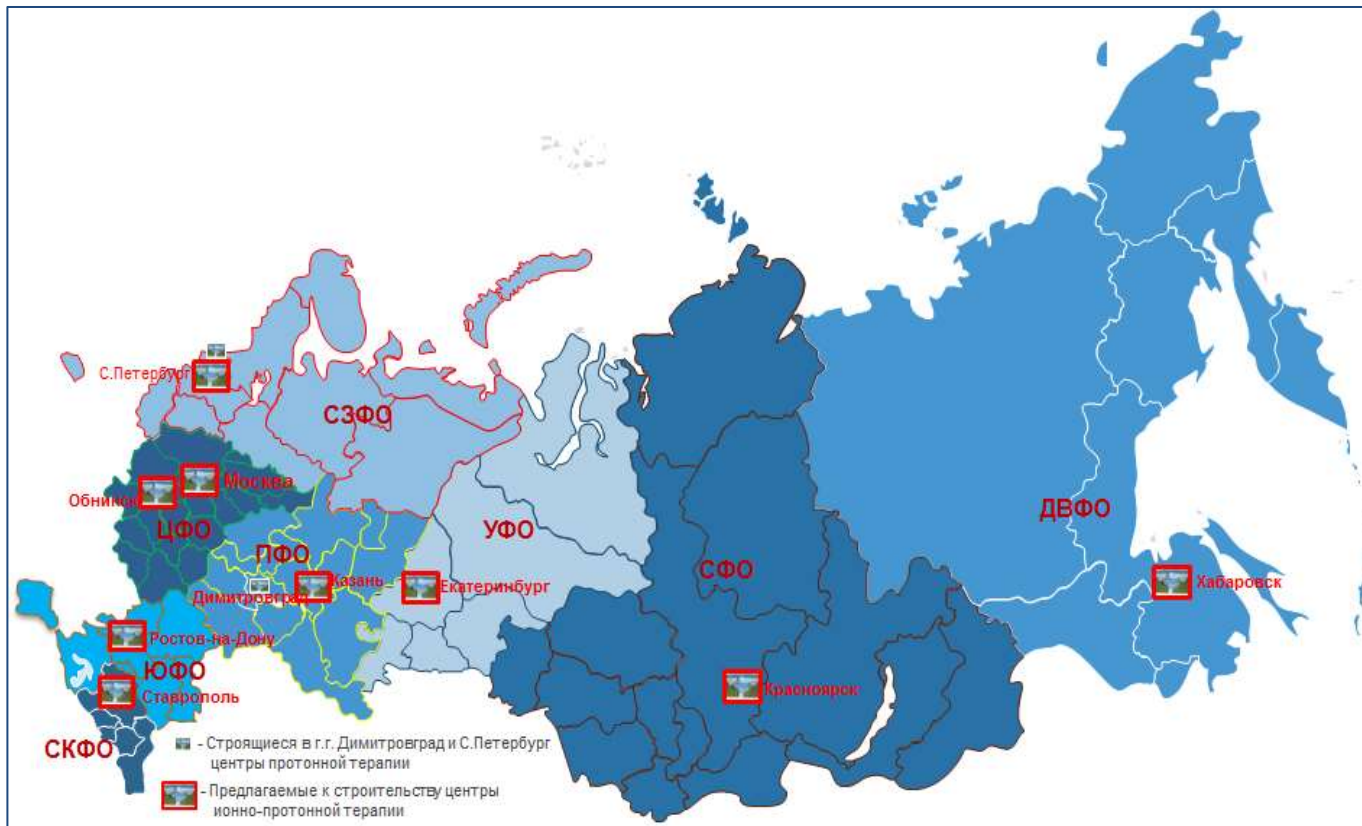 С.Петербург
СЗФО
Москва
Обнинск
ЦФО
УФО
ДВФО
ПФО
СФО
Казань
Екатеринбург
Хабаровск
Димитровград
Ростов-на-Дону
ЮФО
Красноярск
Ставрополь
СКФО
- Строящиеся в г.г. Димитровград и С.Петербург
центры протонной терапии
- Предлагаемые к строительству центры
ионно-протонной терапии